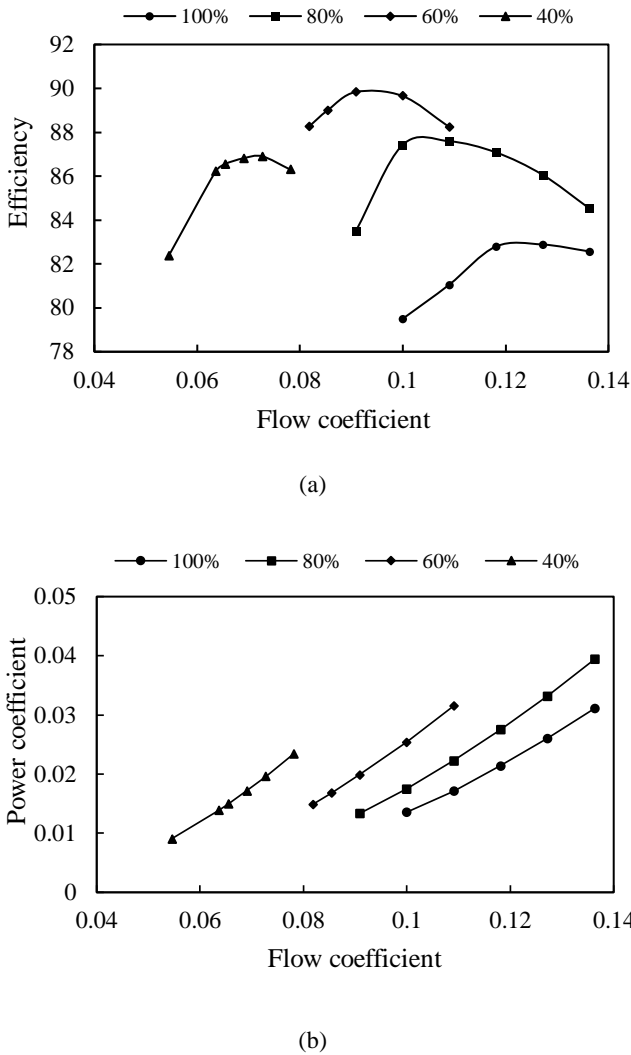 100% 80% 60% 40%
92
90
88
86
84
82
80
78
Efficiency
0.04 0.06 0.08 0.1 0.12 0.14
Flow coefficient
(a)
100% 80% 60% 40%
0.05
0.04
0.03
0.02
0.01
0
Power coefficient
0.04 0.06 0.08 0.1 0.12 0.14
Flow coefficient
(b)